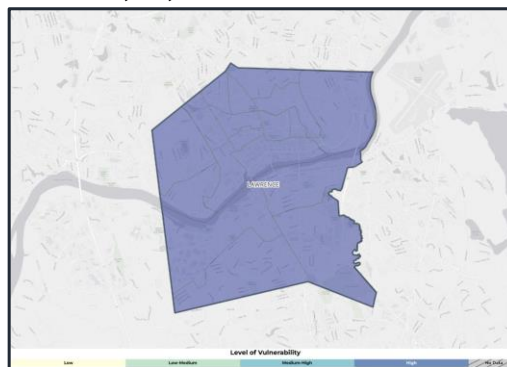 LAWRENCE
Level of Vulnerability
Low
Low-Medium
Medium-High
High
No Data